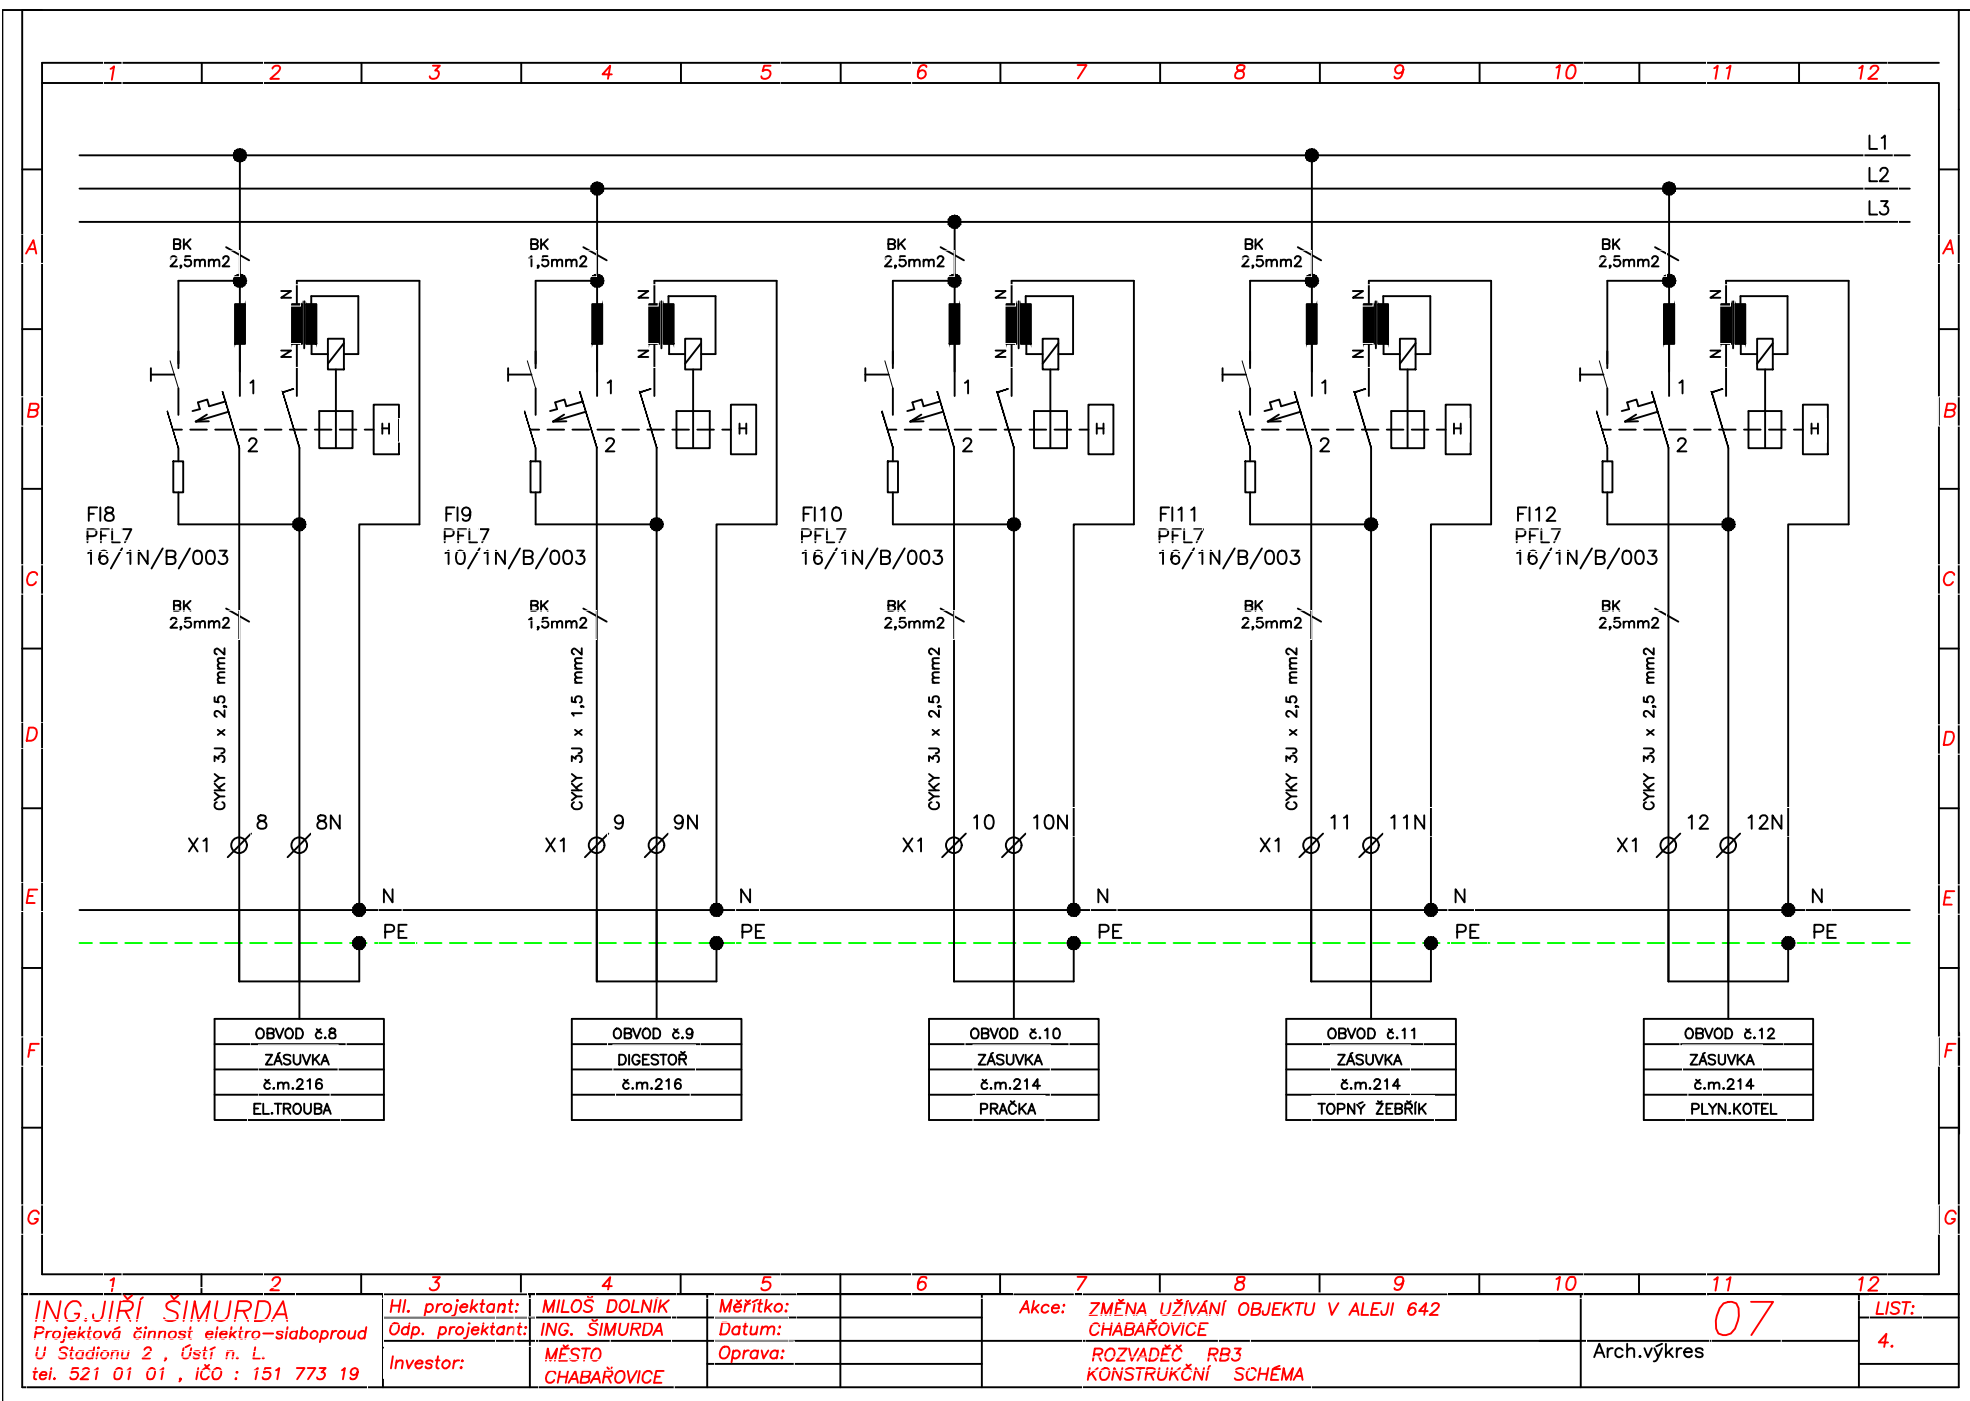 1 2 3 4 5 6 7 8 9 10 11 12
L1
L2
L3
A A
BK BK BK BK BK
2,5mm2 1,5mm2 2,5mm2 2,5mm2 2,5mm2
N N N N N
N N N N N
1 1 1 1 1
B B
H H H H H
2 2 2 2 2
FI8 FI9 FI10 FI11 FI12
PFL7 PFL7 PFL7 PFL7 PFL7
16/1N/B/003 10/1N/B/003 16/1N/B/003 16/1N/B/003 16/1N/B/003
C C
BK BK BK BK BK
2,5mm2 1,5mm2 2,5mm2 2,5mm2 2,5mm2
CYKY 3J x 2,5 mm2
CYKY 3J x 1,5 mm2
CYKY 3J x 2,5 mm2
CYKY 3J x 2,5 mm2
CYKY 3J x 2,5 mm2
D D
8 8N 9 9N 10 10N 11 11N 12 12N
X1 X1 X1 X1 X1
E E
N N N N N
PE PE PE PE PE
F F
OBVOD č.8
ZÁSUVKA
č.m.216
EL.TROUBA
OBVOD č.9
DIGESTOŘ
č.m.216
OBVOD č.10
ZÁSUVKA
č.m.214
PRAČKA
OBVOD č.11
ZÁSUVKA
č.m.214
TOPNÝ ŽEBŘÍK
OBVOD č.12
ZÁSUVKA
č.m.214
PLYN.KOTEL
G G
1 2 3 4 5 6 7 8 9 10 11 12
ING.JIŘÍ ŠIMURDA
Projektová činnost elektro-slaboproud
U Stadionu 2 , Ústí n. L.
tel. 521 01 01 , IČO : 151 773 19
Hl. projektant: MILOŠ DOLNÍK
Odp. projektant: ING. ŠIMURDA
Investor: MĚSTO
CHABAŘOVICE
Měřítko:
Datum:
Oprava:
Akce: ZMĚNA UŽÍVÁNÍ OBJEKTU V ALEJI 642
CHABAŘOVICE
ROZVADĚČ RB3
KONSTRUKČNÍ SCHÉMA
07
Arch.výkres
LIST:
4.